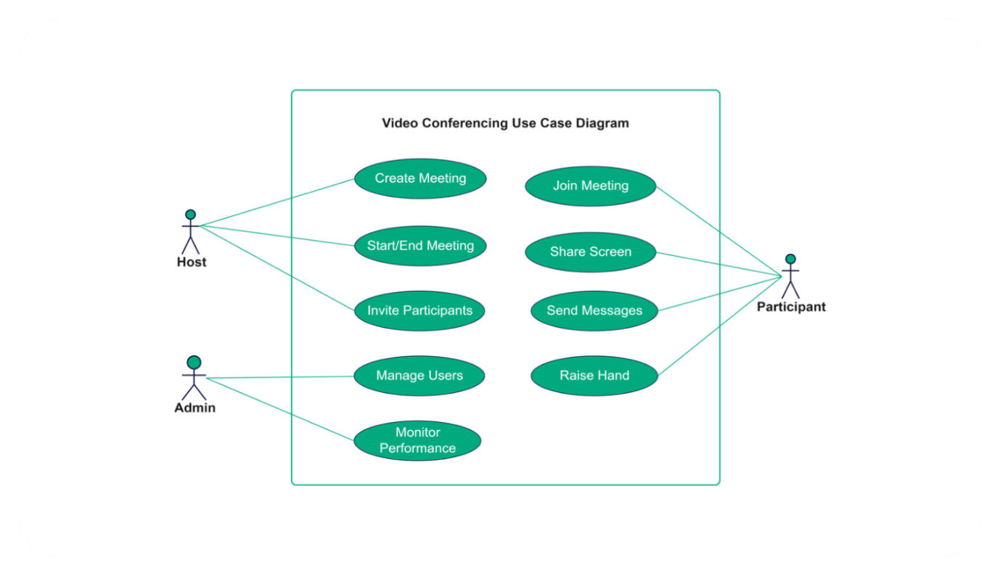 Video Conferencing Use Case Diagram
Create Meeting
Join Meeting
Start/End Meeting
Share Screen
Host
Invite Participants
Send Messages
Participant
Manage Users
Raise Hand
Admin
Monitor
Performance